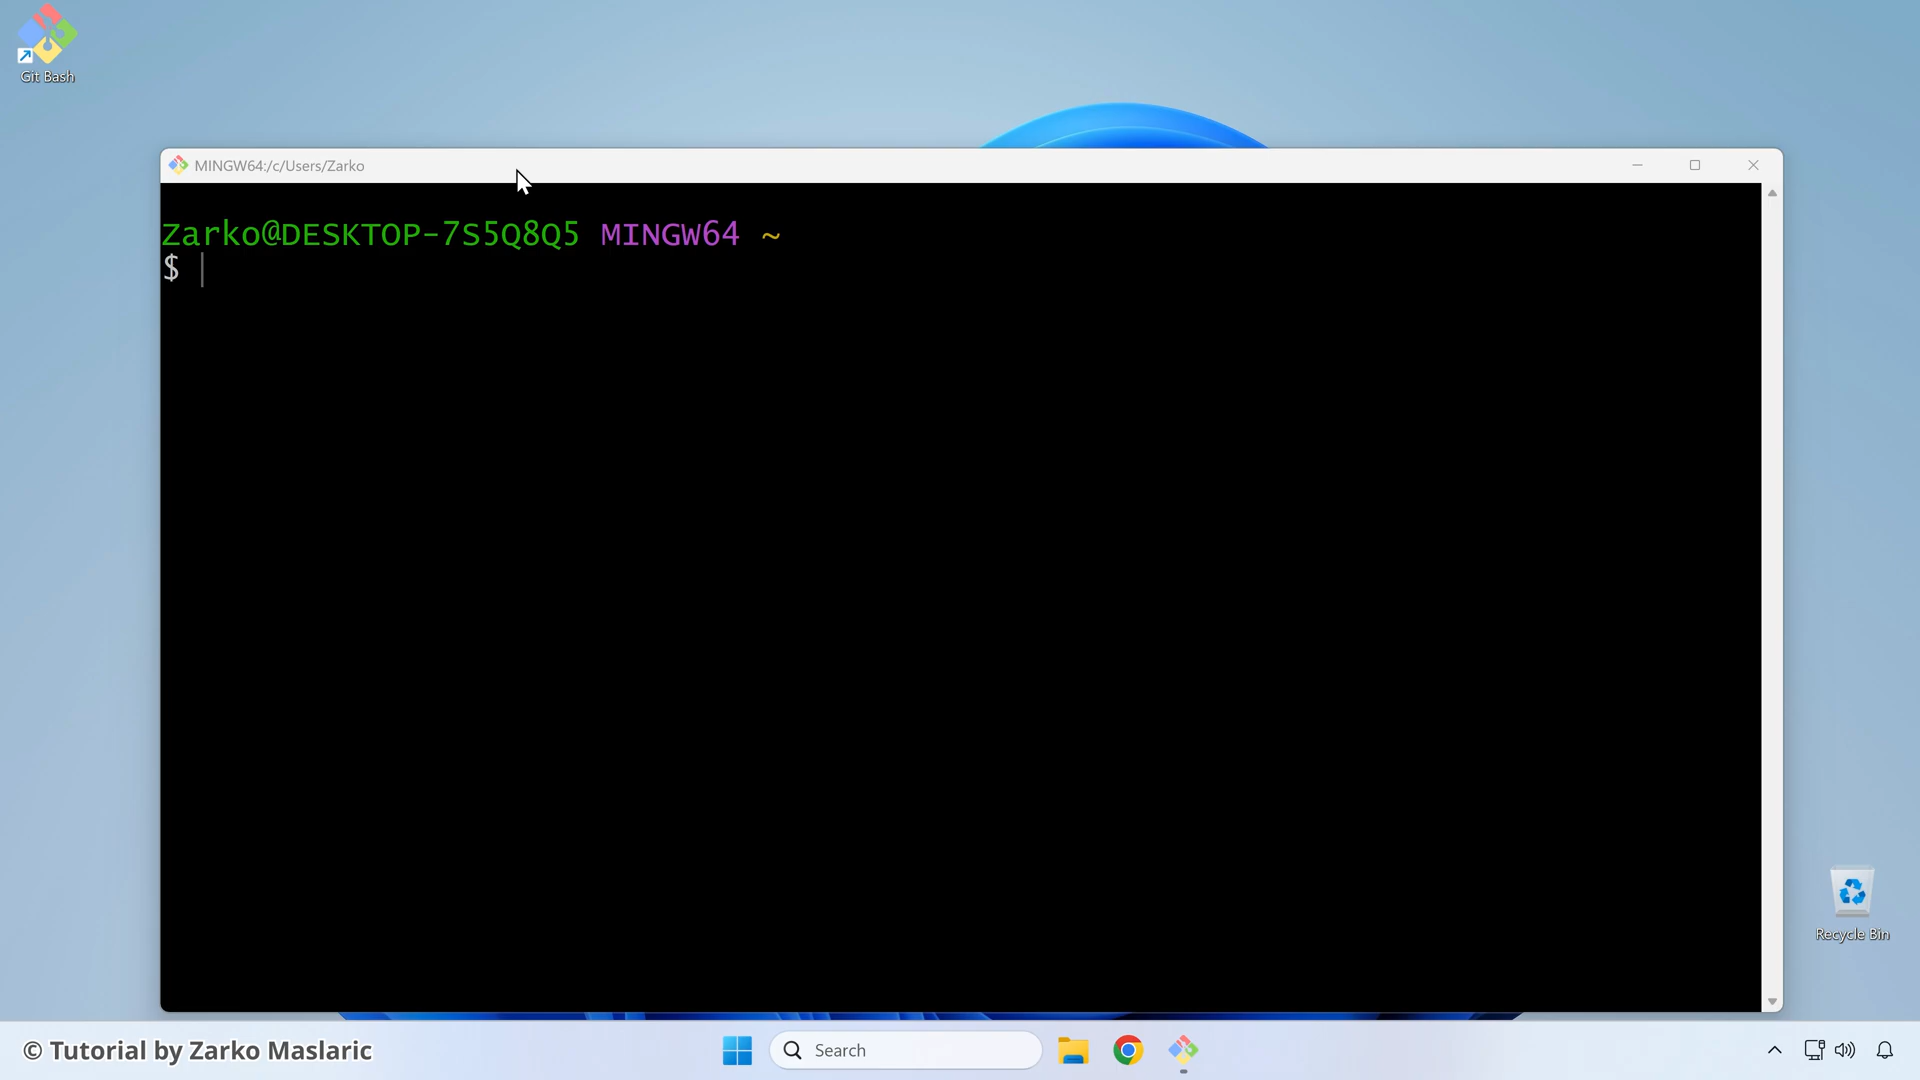 Git Bash
MINGW64:/c/Users/Zarko
Zarko@DESKTOP-7S5Q8Q5 MINGW64 ~
$
Recycle Bin
© Tutorial by Zarko Maslaric
Search